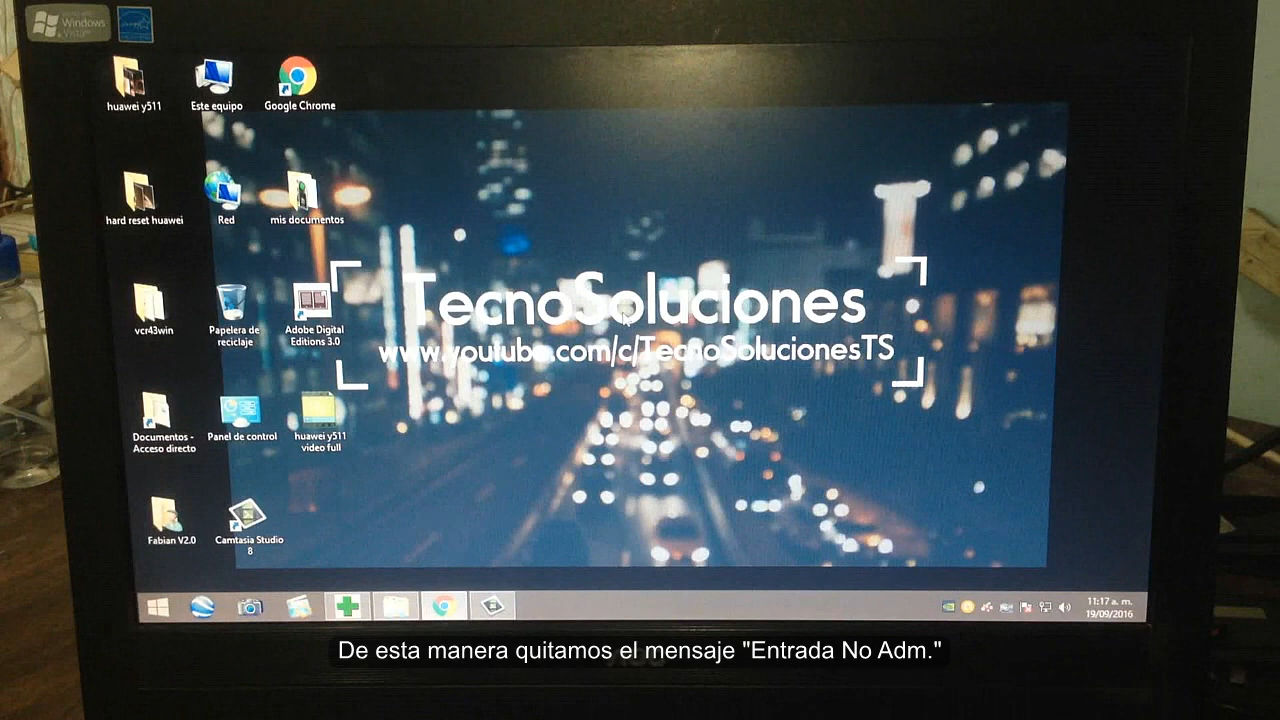 Windows
Vista
huawei y511
Este equipo
Google Chrome
hard reset huawei
Red
mis documentos
TecnoSoluciones
www.youtube.com/c/TecnoSolucionesTS
vcr43win
Papelera de
reciclaje
Adobe Digital
Editions 3.0
Documentos -
Acceso directo
Panel de control
huawei y511
video full
Fabian V2.0
Camtasia Studio
8
11:17 a. m.
19/09/2016
De esta manera quitamos el mensaje "Entrada No Adm."